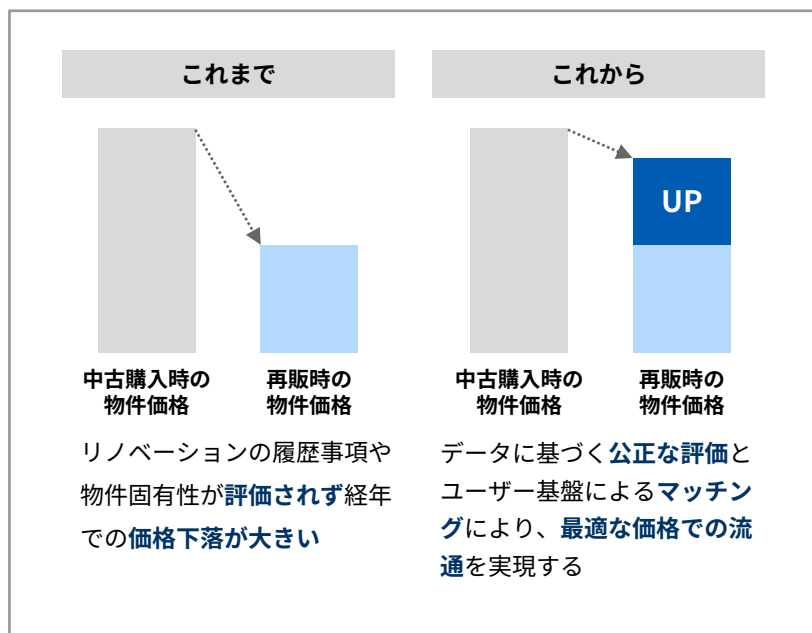 これまで
中古購入時の
物件価格
再販時の
物件価格
リノベーションの履歴事項や
物件固有性が評価されず経年
での価格下落が大きい
これから
UP
中古購入時の
物件価格
再販時の
物件価格
データに基づく公正な評価と
ユーザー基盤によるマッチン
グにより、最適な価格での流
通を実現する